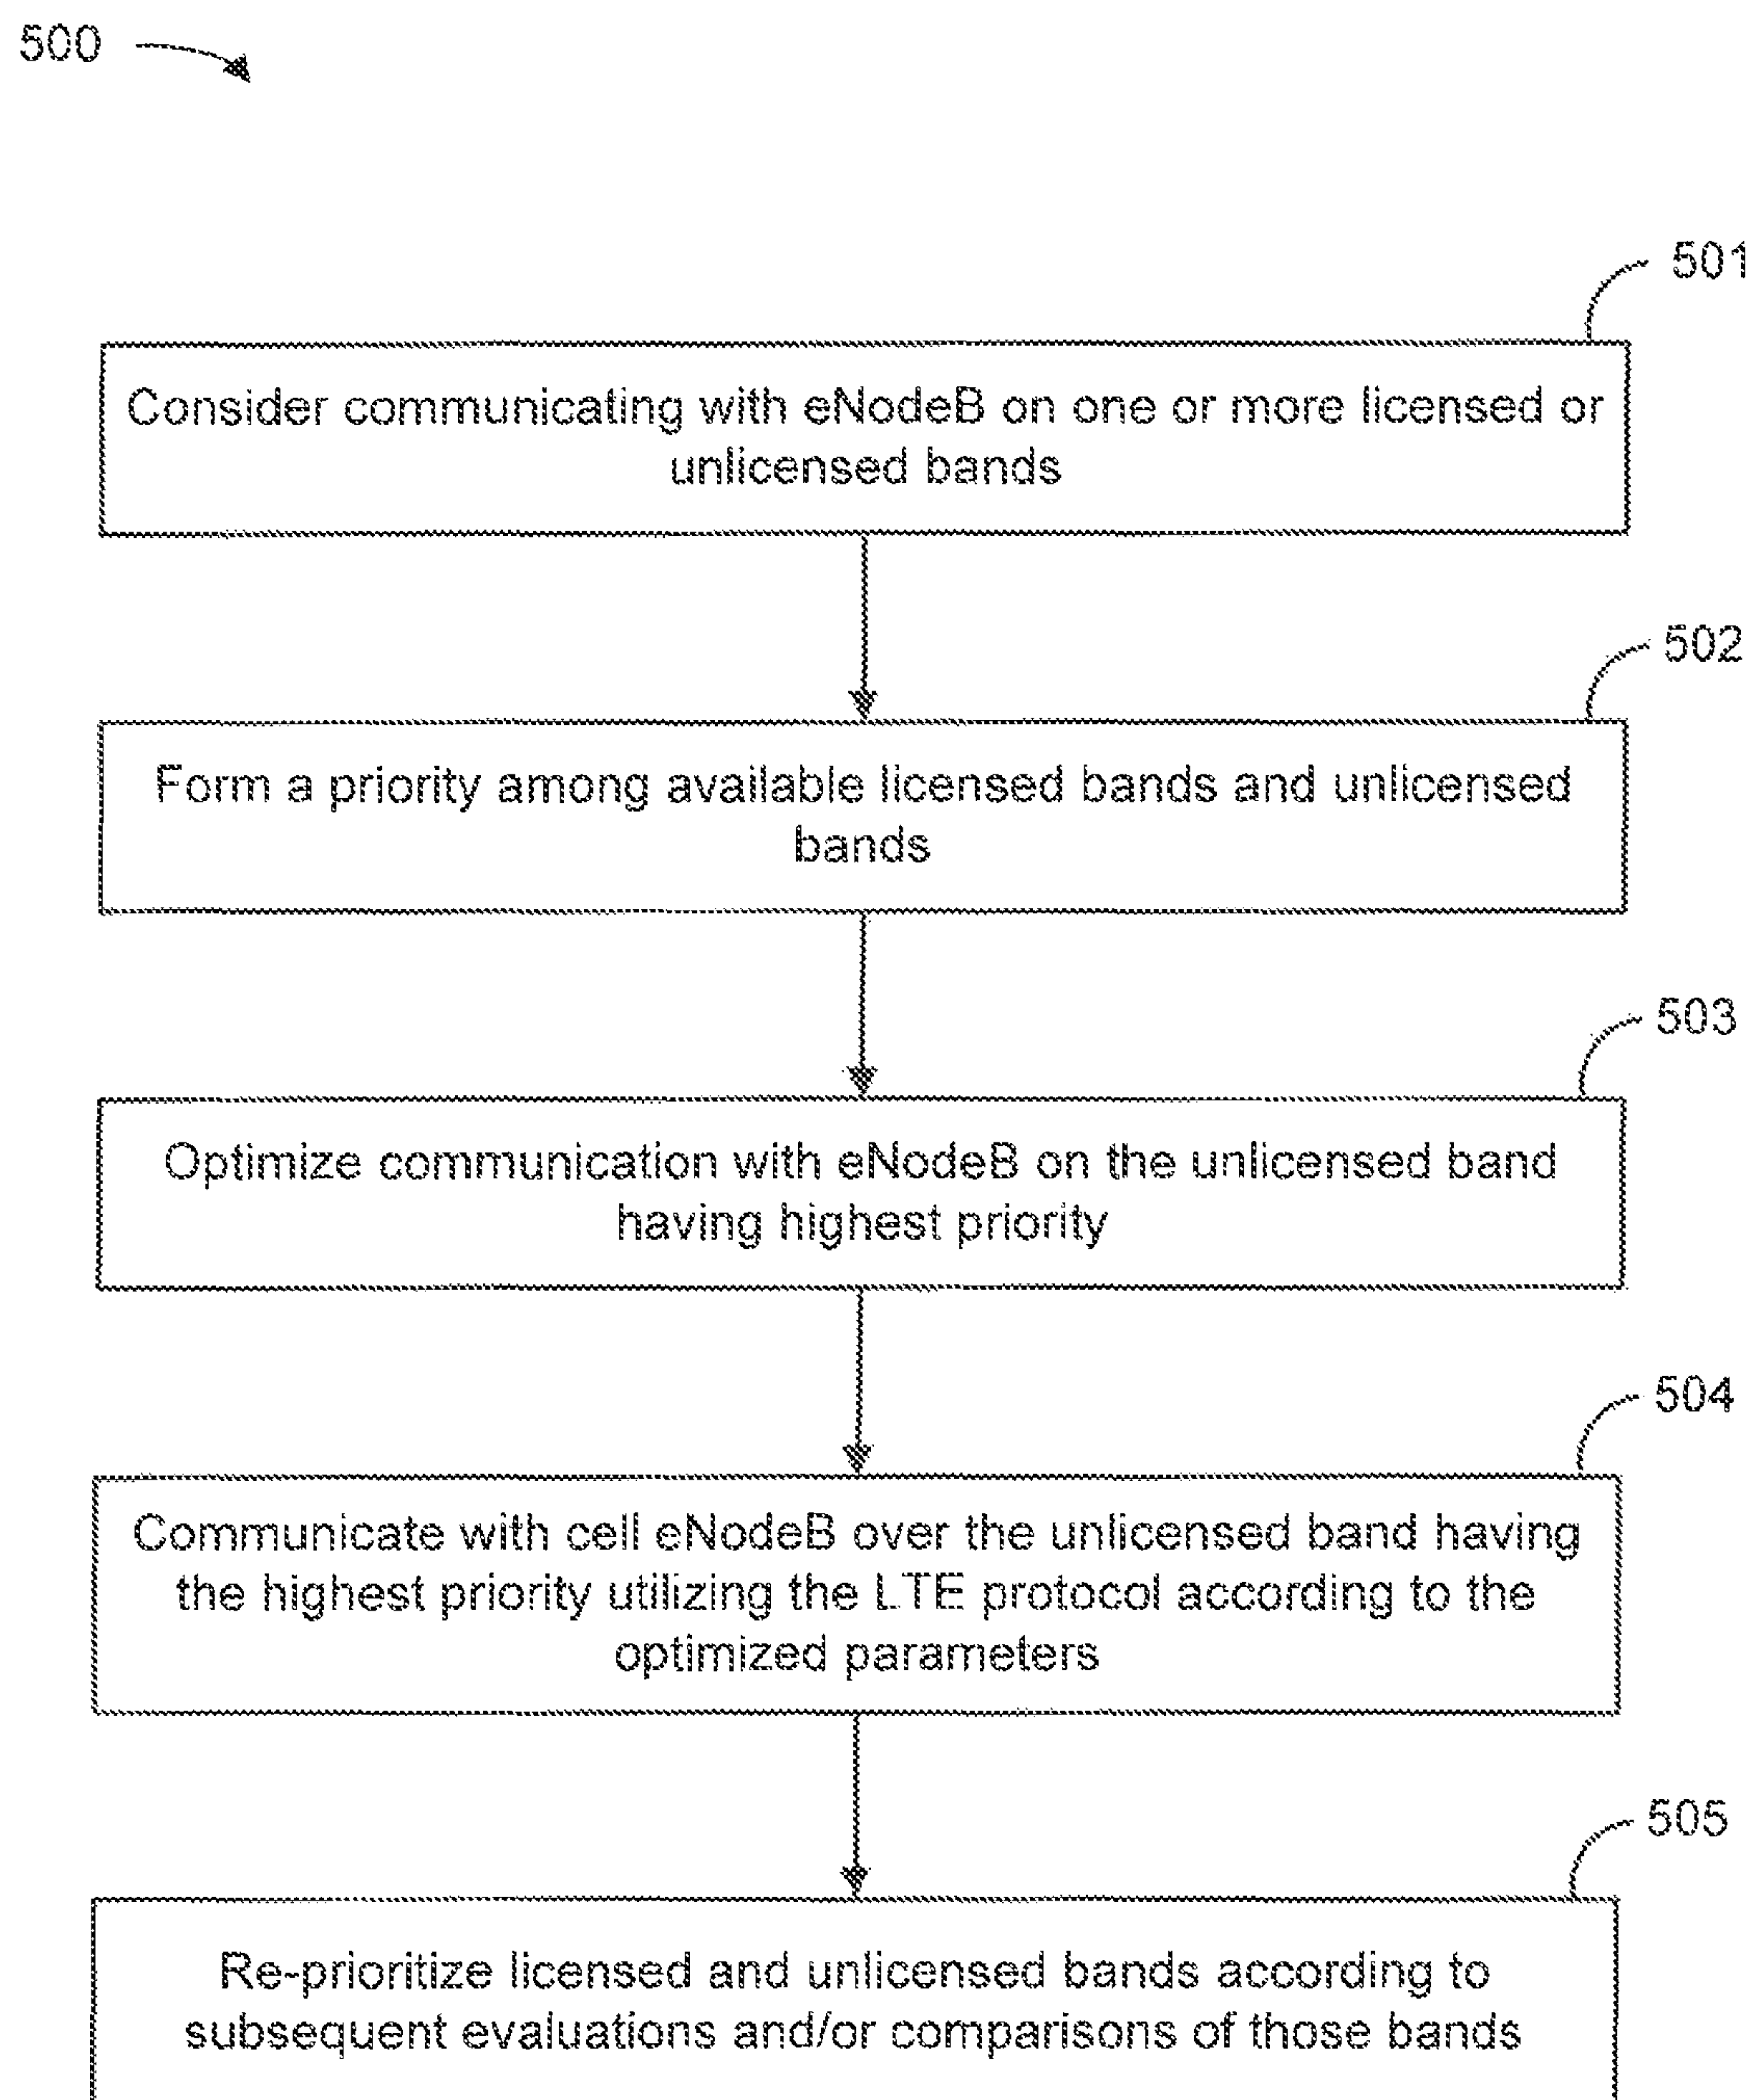 500
501
Consider communicating with eNodeB on one or more licensed or
unlicensed bands
502
Form a priority among available licensed bands and unlicensed
bands
503
Optimize communication with eNodeB on the unlicensed band
having highest priority
504
Communicate with cell eNodeB over the unlicensed band having
the highest priority utilizing the LTE protocol according to the
optimized parameters
505
Re-prioritize licensed and unlicensed bands according to
subsequent evaluations and/or comparisons of those bands